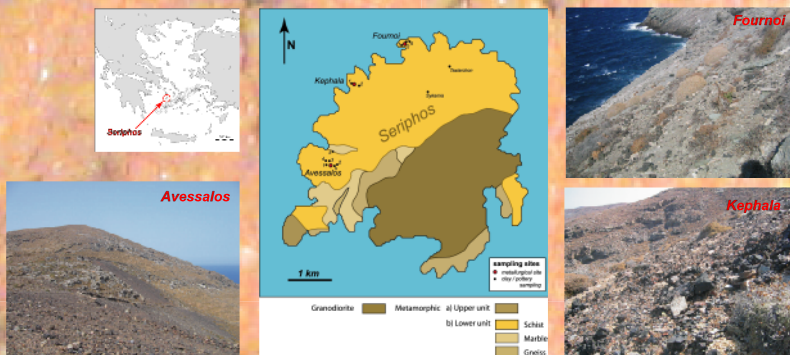 Seriphos
Avessalos
N
Fournoi
Kephala
Seriphos
Avessalos
1 km
sampling sites
metallurgical site
clay / pottery
sampling
Granodiorite
Metamorphic
a) Upper unit
b) Lower unit
Schist
Marble
Gneiss
Fournoi
Kephala